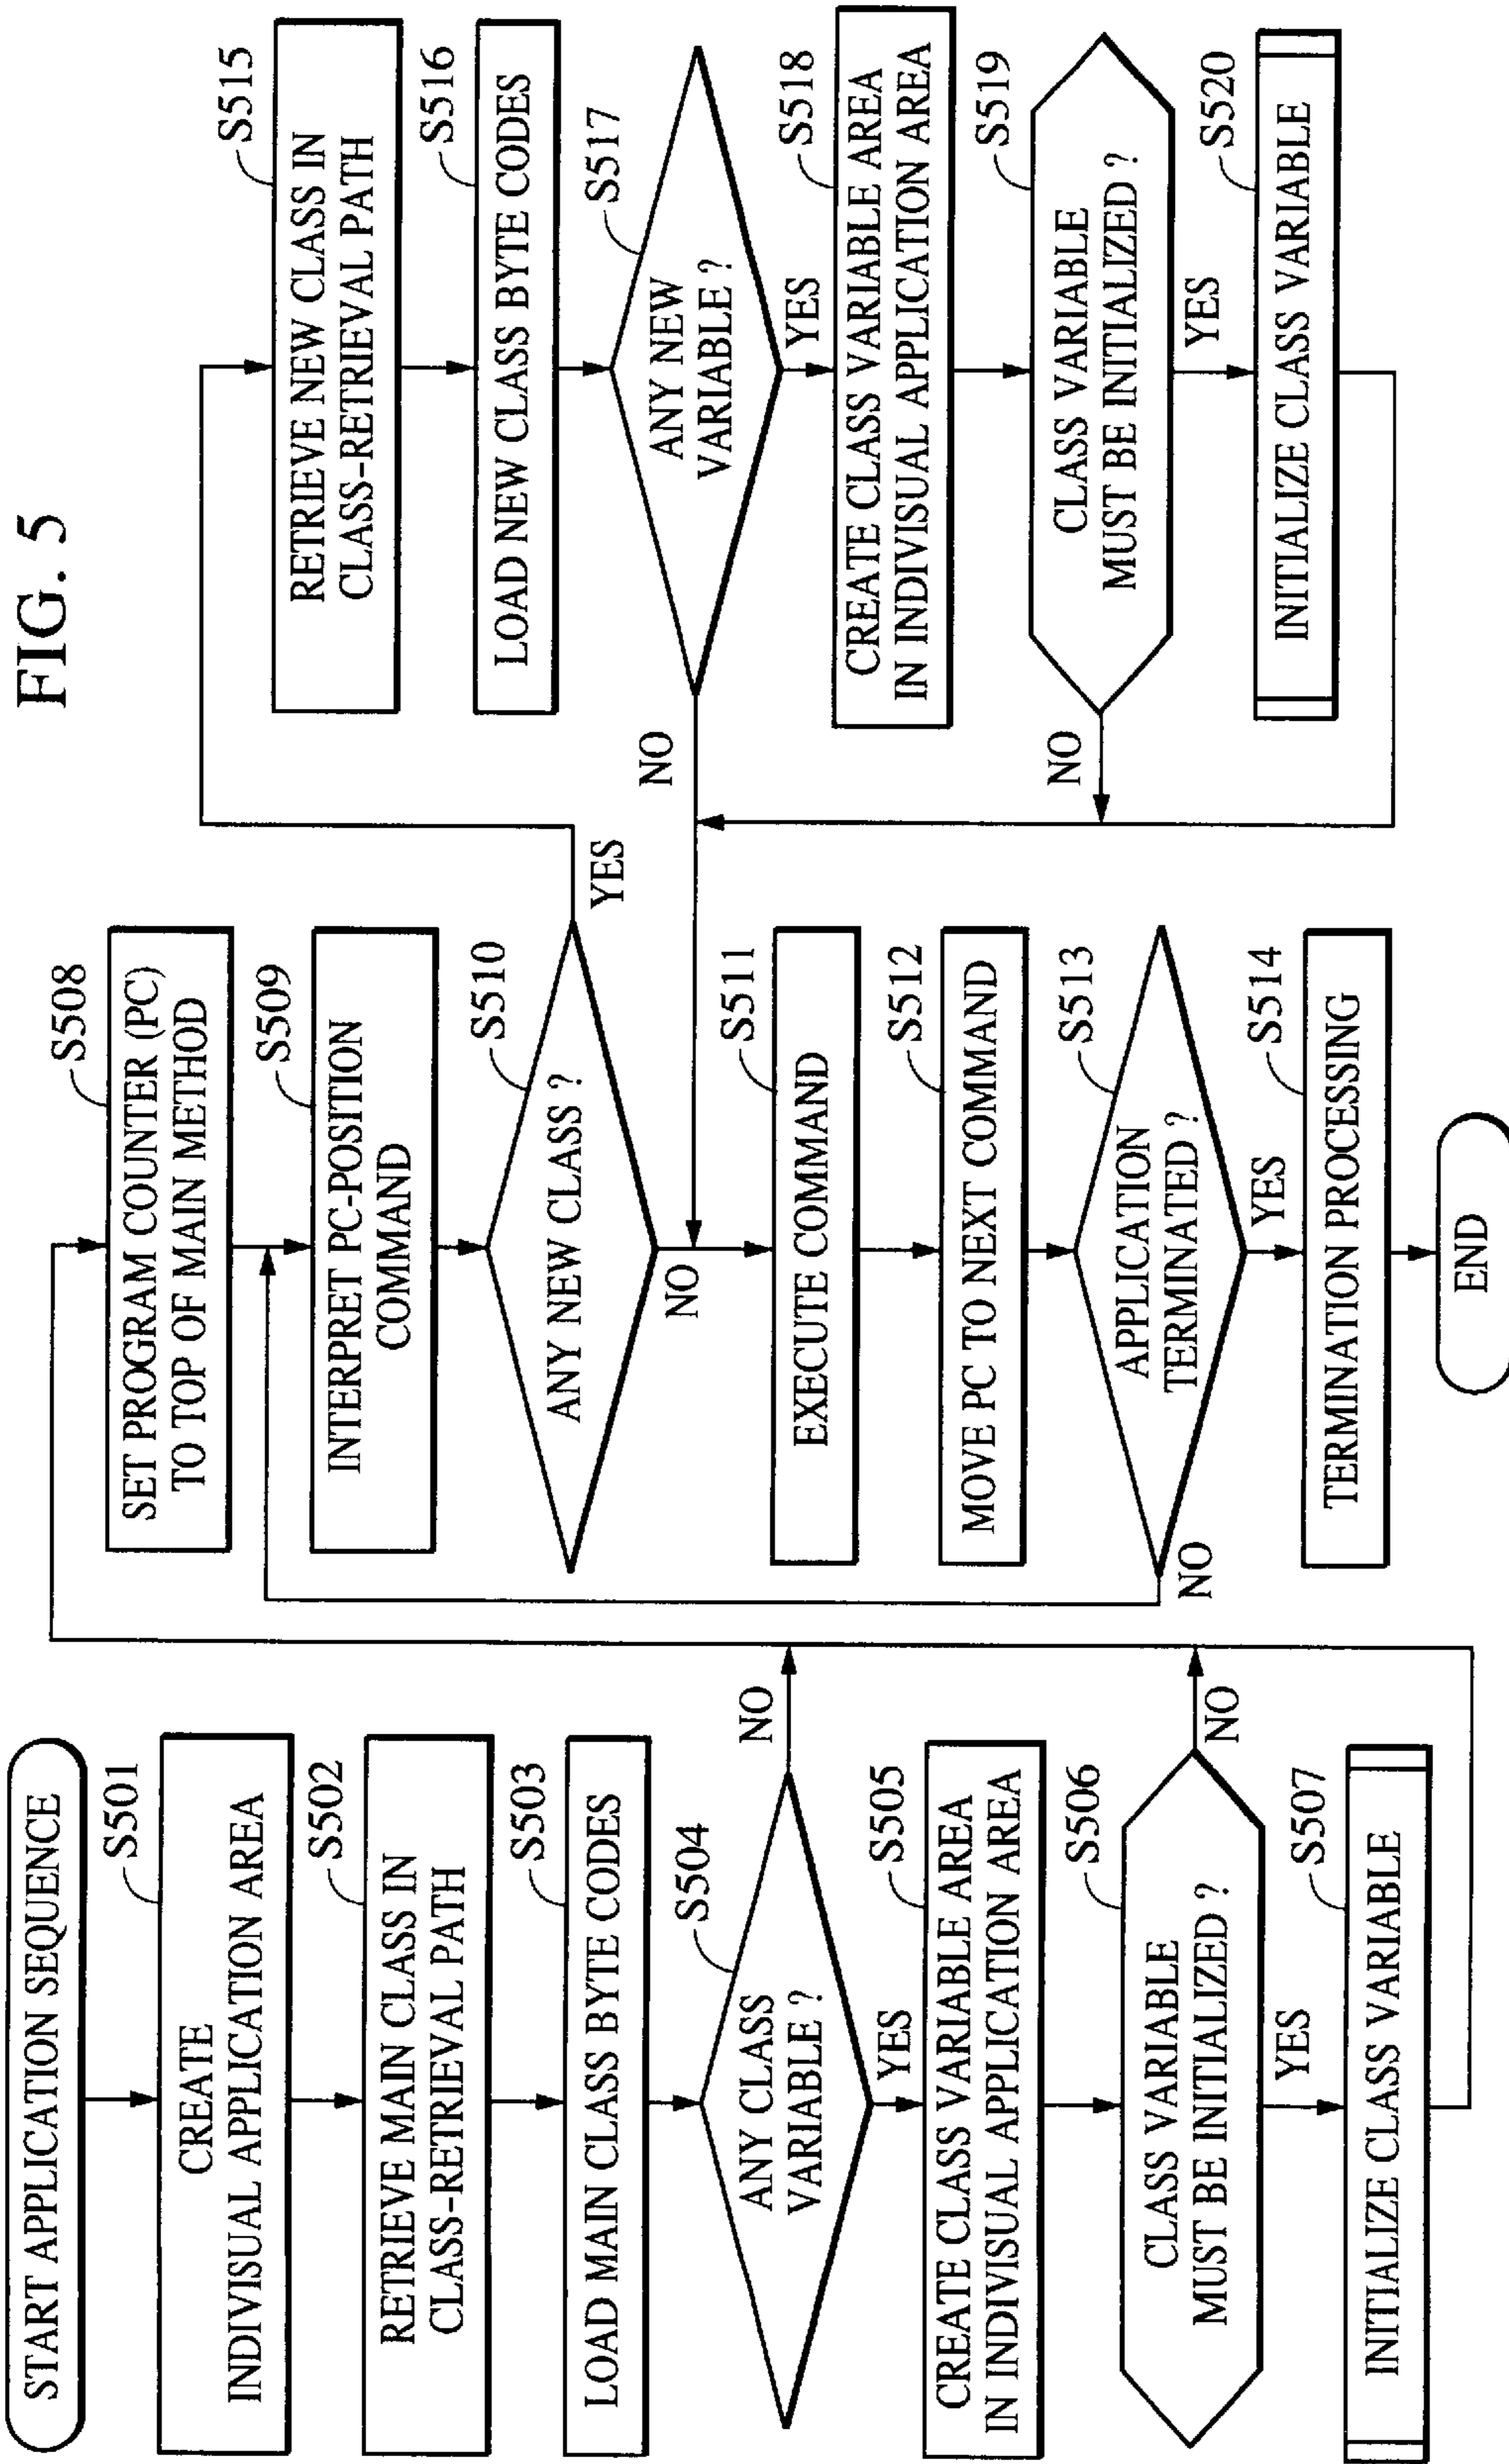 FIG. 5
START APPLICATION SEQUENCE
S501
CREATE
INDIVISUAL APPLICATION AREA
S502
RETRIEVE MAIN CLASS IN
CLASS-RETRIEVAL PATH
S503
LOAD MAIN CLASS BYTE CODES
S504
ANY CLASS
VARIABLE ?
NO
YES
S505
CREATE CLASS VARIABLE AREA
IN INDIVISUAL APPLICATION AREA
S506
CLASS VARIABLE
MUST BE INITIALIZED ?
NO
YES
S507
INITIALIZE CLASS VARIABLE
S508
SET PROGRAM COUNTER (PC)
TO TOP OF MAIN METHOD
S509
INTERPRET PC-POSITION
COMMAND
S510
ANY NEW CLASS ?
YES
NO
S511
EXECUTE COMMAND
S512
MOVE PC TO NEXT COMMAND
S513
APPLICATION
TERMINATED ?
NO
YES
S514
TERMINATION PROCESSING
END
S515
RETRIEVE NEW CLASS IN
CLASS-RETRIEVAL PATH
S516
LOAD NEW CLASS BYTE CODES
S517
ANY NEW
VARIABLE ?
NO
YES
S518
CREATE CLASS VARIABLE AREA
IN INDIVISUAL APPLICATION AREA
S519
CLASS VARIABLE
MUST BE INITIALIZED ?
NO
YES
S520
INITIALIZE CLASS VARIABLE